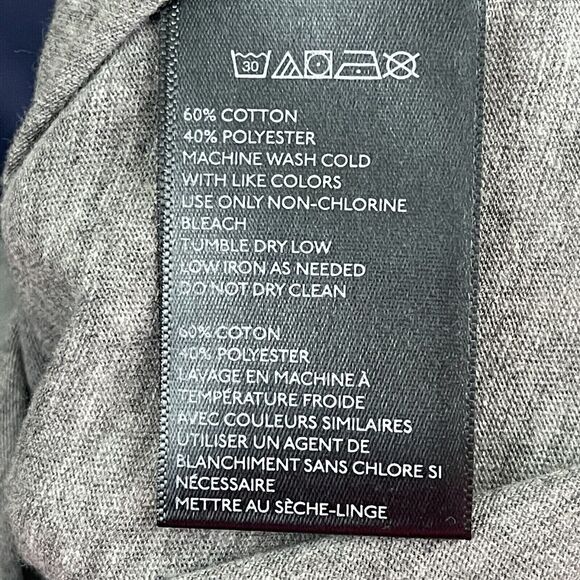 30
60% COTTON
40% POLYESTER
MACHINE WASH COLD
WITH LIKE COLORS
USE ONLY NON-CHLORINE
BLEACH
TUMBLE DRY LOW
LOW IRON AS NEEDED
DO NOT DRY CLEAN
60% COTON
40% POLYESTER
LAVAGE EN MACHINE À
TEMPÉRATURE FROIDE
AVEC COULEURS SIMILAIRES
UTILISER UN AGENT DE
BLANCHIMENT SANS CHLORE SI
NÉCESSAIRE
METTRE AU SÈCHE-LINGE